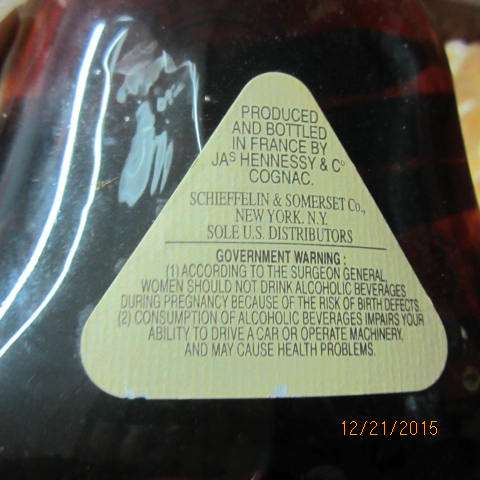 PRODUCED
AND BOTTLED
IN FRANCE BY
JAS HENNESSY & Co
COGNAC.
SCHIEFFELIN & SOMERSET Co.,
NEW YORK. N.Y.
SOLE U.S. DISTRIBUTORS
GOVERNMENT WARNING :
(1) ACCORDING TO THE SURGEON GENERAL,
WOMEN SHOULD NOT DRINK ALCOHOLIC BEVERAGES
DURING PREGNANCY BECAUSE OF THE RISK OF BIRTH DEFECTS.
(2) CONSUMPTION OF ALCOHOLIC BEVERAGES IMPAIRS YOUR
ABILITY TO DRIVE A CAR OR OPERATE MACHINERY,
AND MAY CAUSE HEALTH PROBLEMS.
12/21/2015